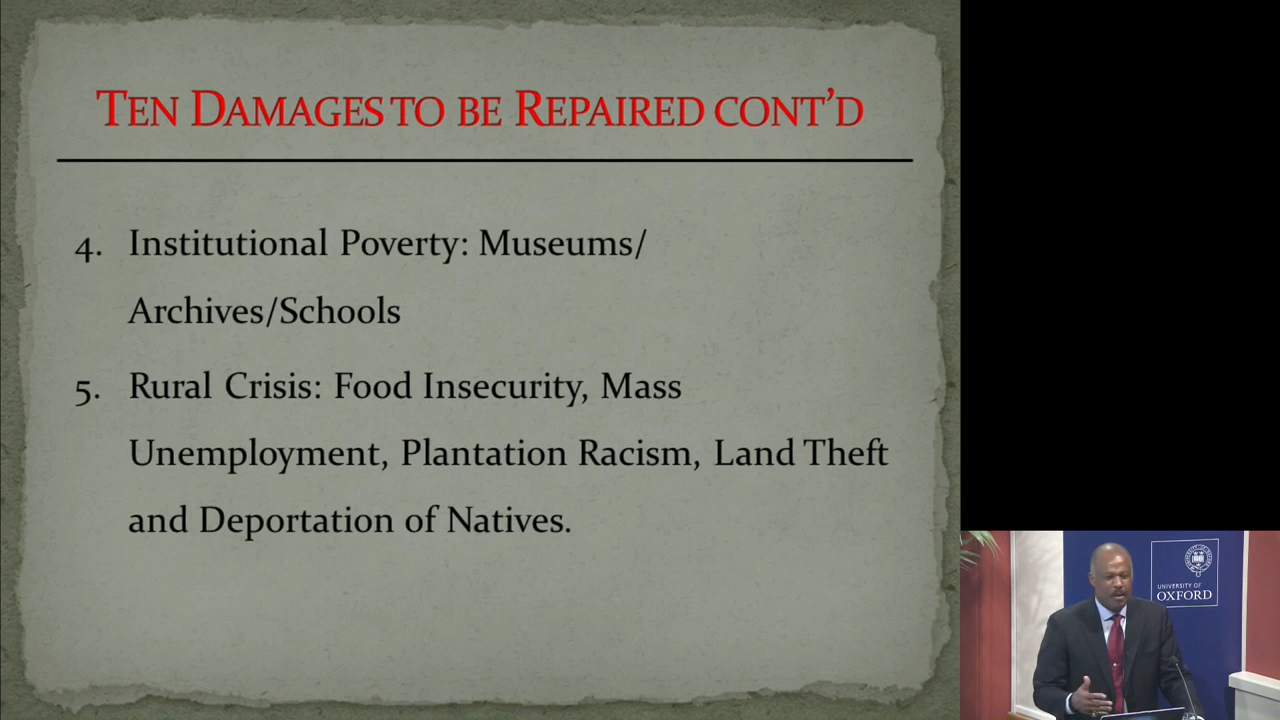 TEN DAMAGES TO BE REPAIRED CONT'D
4. Institutional Poverty: Museums/
Archives/Schools
5. Rural Crisis: Food Insecurity, Mass
Unemployment, Plantation Racism, Land Theft
and Deportation of Natives.
UNIVERSITY OF
OXFORD